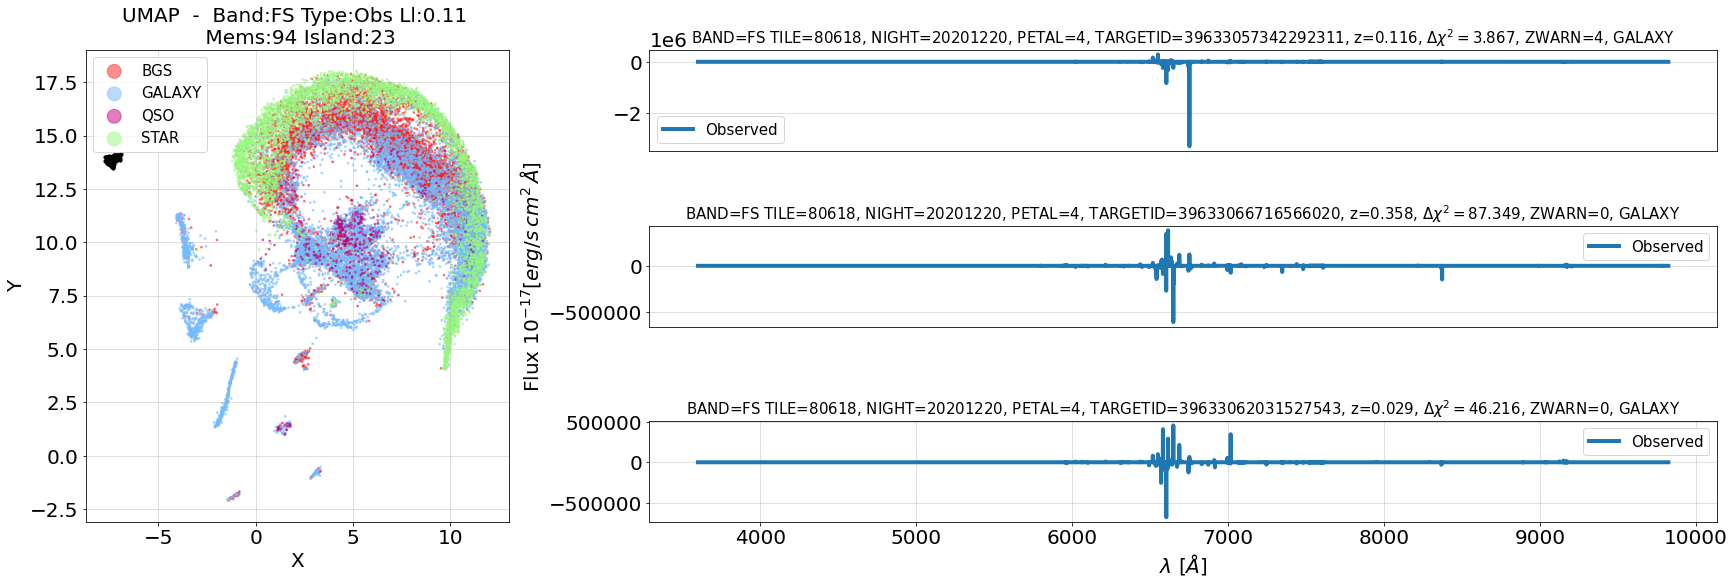 UMAP - Band:FS Type:Obs Ll:0.11
Mems:94 Island:23
BGS
GALAXY
QSO
STAR
17.5
15.0
12.5
10.0
7.5
5.0
2.5
0.0
−2.5
Y
−5
0
5
10
X
Flux 10^{-17}[erg/s cm^2 Å]
1e6
BAND=FS TILE=80618, NIGHT=20201220, PETAL=4, TARGETID=39633057342292311, z=0.116, Δχ² = 3.867, ZWARN=4, GALAXY
0
−2
Observed
BAND=FS TILE=80618, NIGHT=20201220, PETAL=4, TARGETID=39633066716566020, z=0.358, Δχ² = 87.349, ZWARN=0, GALAXY
0
−500000
Observed
BAND=FS TILE=80618, NIGHT=20201220, PETAL=4, TARGETID=39633062031527543, z=0.029, Δχ² = 46.216, ZWARN=0, GALAXY
500000
0
−500000
Observed
4000
5000
6000
7000
8000
9000
10000
λ [Å]